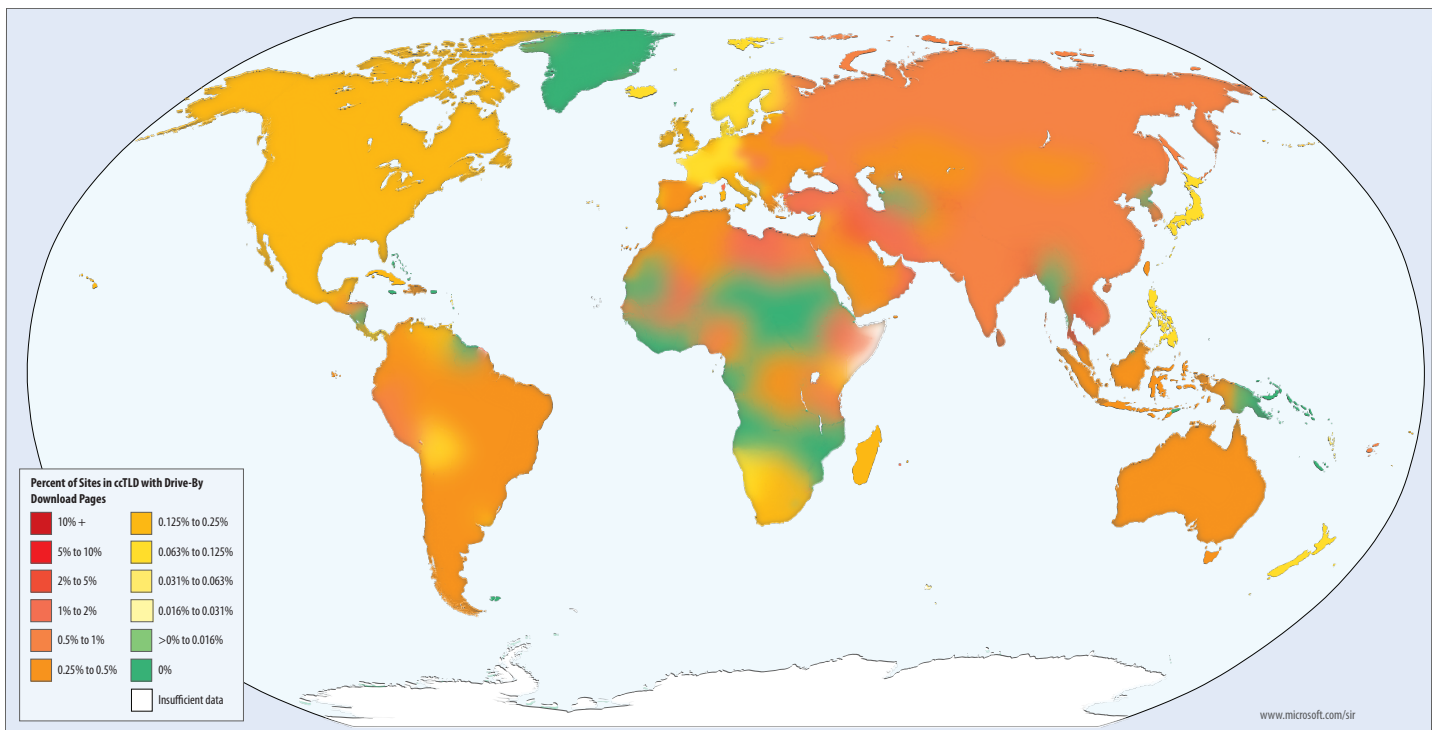 Percent of Sites in ccTLD with Drive-By
Download Pages
10% +
5% to 10%
2% to 5%
1% to 2%
0.5% to 1%
0.25% to 0.5%
0.125% to 0.25%
0.063% to 0.125%
0.031% to 0.063%
0.016% to 0.031%
>0% to 0.016%
0%
Insufficient data
www.microsoft.com/sir